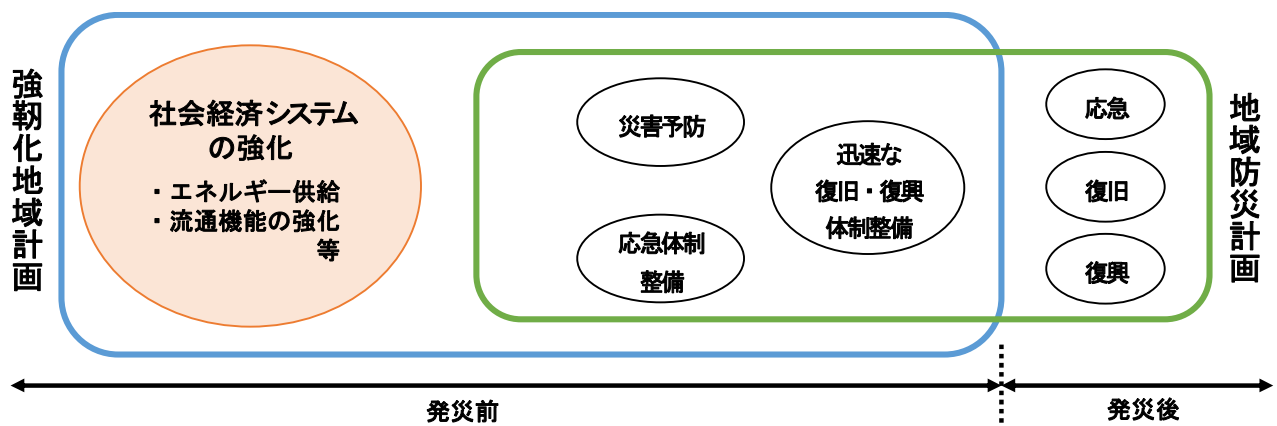 強靭化地域計画
社会経済システム
の強化
・エネルギー供給
・流通機能の強化
等
災害予防
応急体制
整備
迅速な
復旧・復興
体制整備
応急
復旧
復興
地域防災計画
発災前
発災後